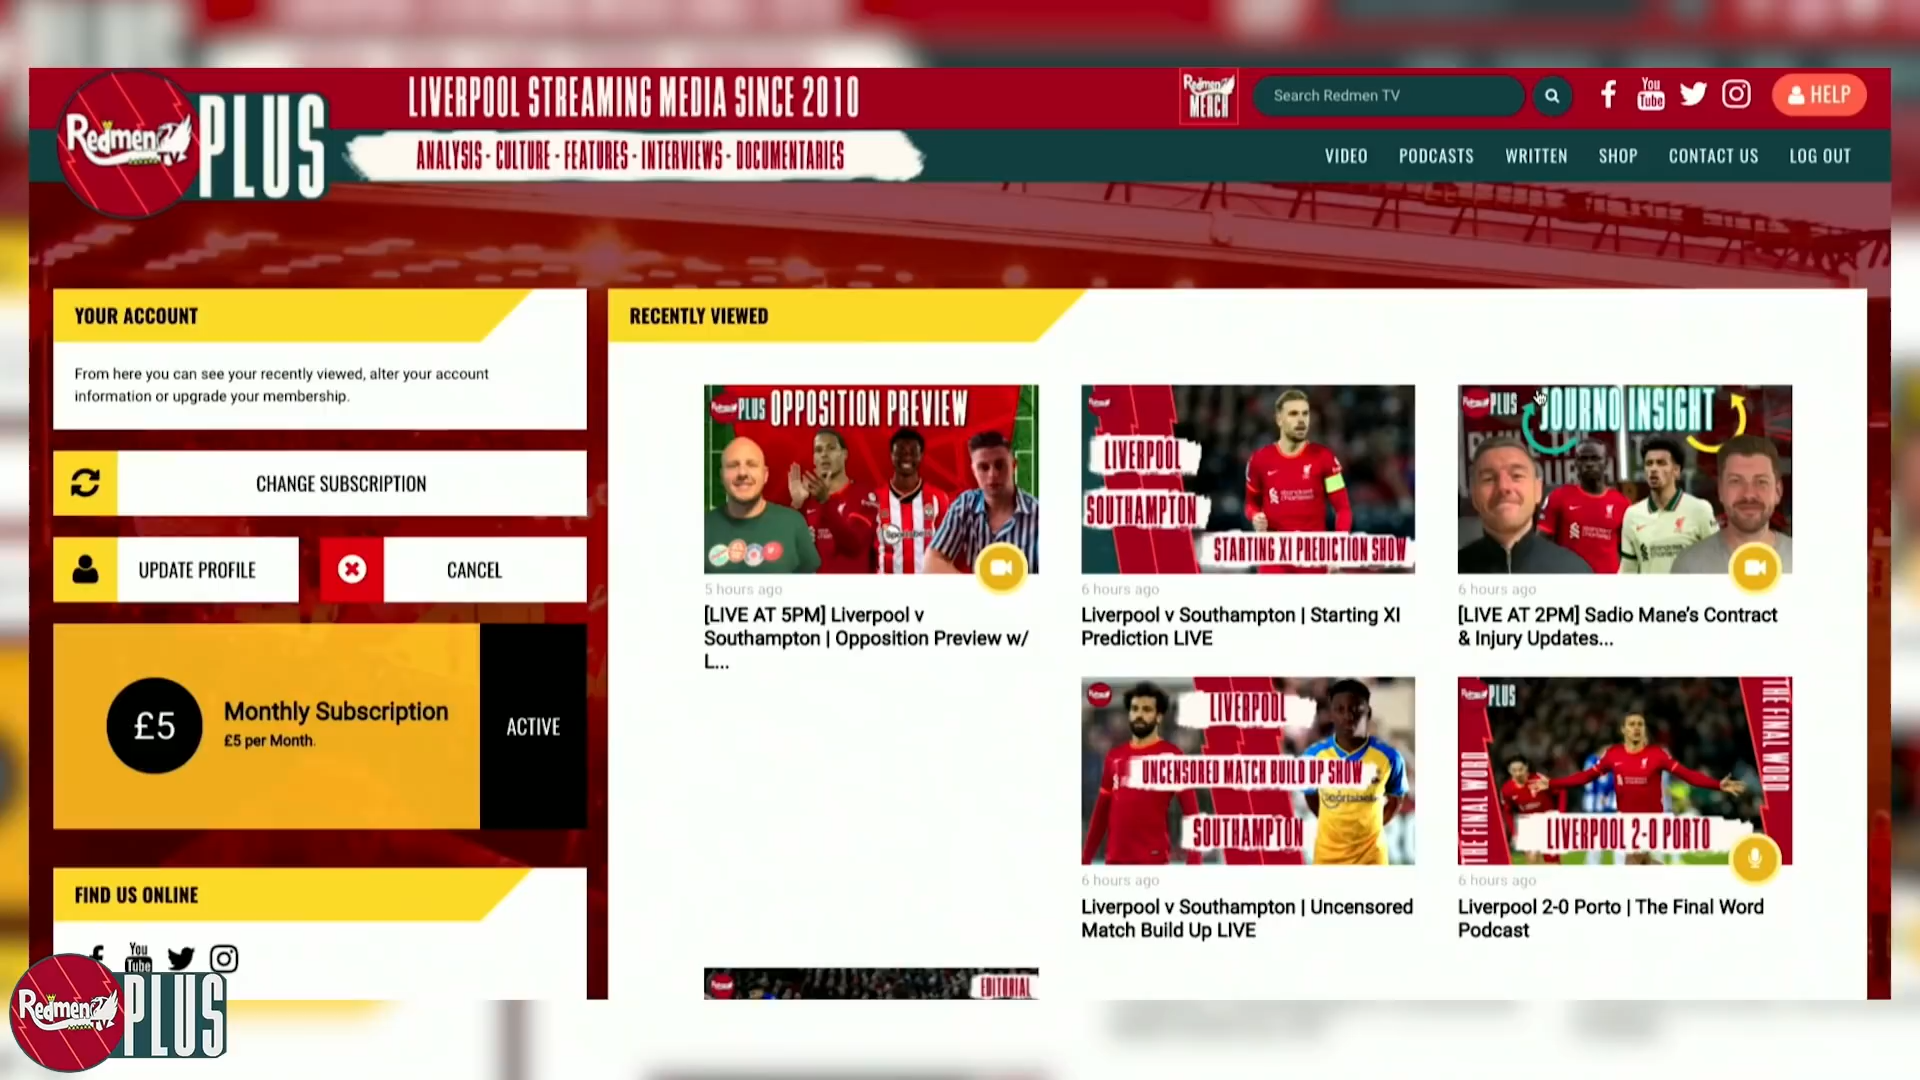 LIVERPOOL STREAMING MEDIA SINCE 2010
Redmen TV
MERCH
Search Redmen TV
You
Tube
HELP
Redmen TV
PLUS
ANALYSIS - CULTURE - FEATURES - INTERVIEWS - DOCUMENTARIES
VIDEO
PODCASTS
WRITTEN
SHOP
CONTACT US
LOG OUT
YOUR ACCOUNT
From here you can see your recently viewed, alter your account
information or upgrade your membership.
CHANGE SUBSCRIPTION
UPDATE PROFILE
CANCEL
£5
Monthly Subscription
£5 per Month.
ACTIVE
FIND US ONLINE
You
Tube
RECENTLY VIEWED
PLUS OPPOSITION PREVIEW
5 hours ago
[LIVE AT 5PM] Liverpool v
Southampton | Opposition Preview w/
L...
LIVERPOOL
SOUTHAMPTON
STARTING XI PREDICTION SHOW
6 hours ago
Liverpool v Southampton | Starting XI
Prediction LIVE
PLUS
JOURNO INSIGHT
6 hours ago
[LIVE AT 2PM] Sadio Mane's Contract
& Injury Updates...
LIVERPOOL
UNCENSORED MATCH BUILD UP SHOW
SOUTHAMPTON
6 hours ago
Liverpool v Southampton | Uncensored
Match Build Up LIVE
PLUS
THE FINAL WORD
THE FINAL WORD
LIVERPOOL 2-0 PORTO
6 hours ago
Liverpool 2-0 Porto | The Final Word
Podcast
EDITORIAL
Redmen TV
PLUS